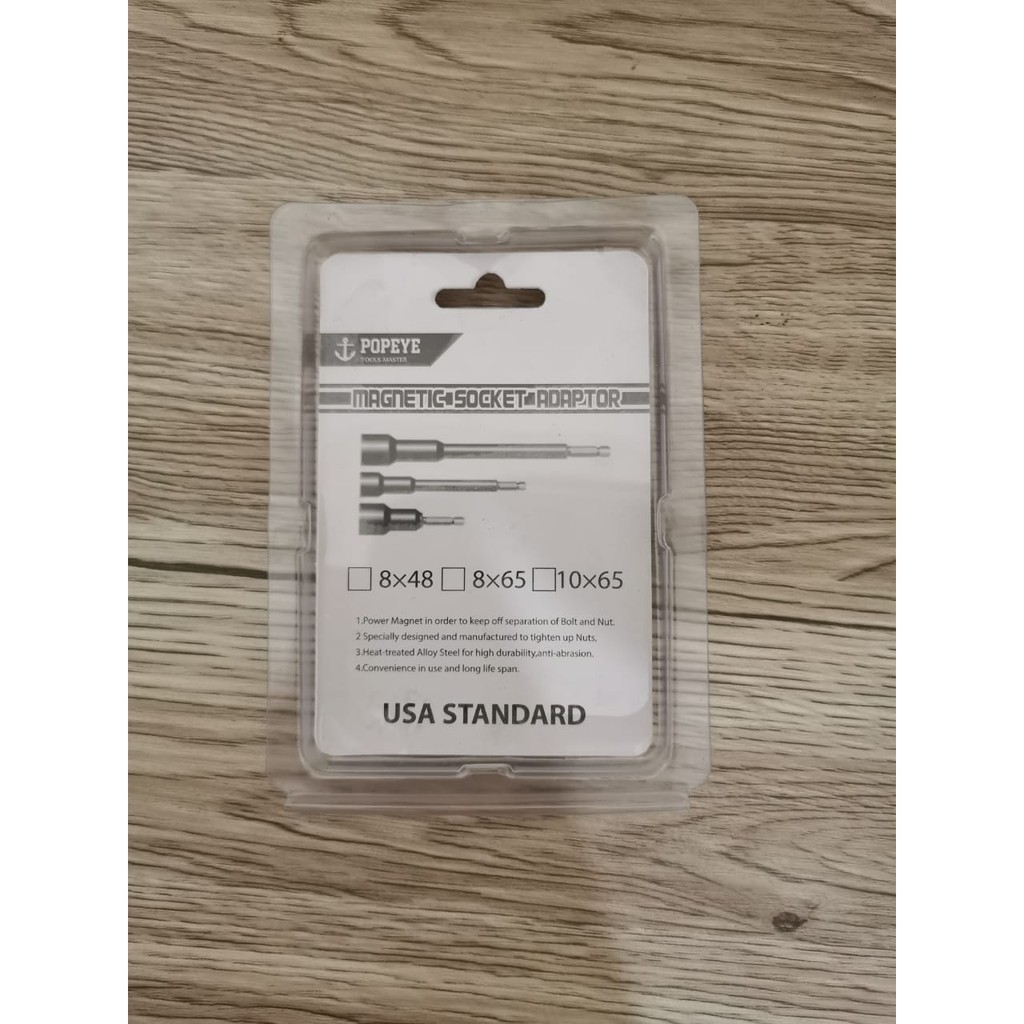 POPEYE
TOOLS MASTER
MAGNETIC SOCKET ADAPTOR
8×48 8×65 10×65
1.Power Magnet in order to keep off separation of Bolt and Nut.
2 Specially designed and manufactured to tighten up Nuts.
3.Heat-treated Alloy Steel for high durability,anti-abrasion.
4.Convenience in use and long life span.
USA STANDARD